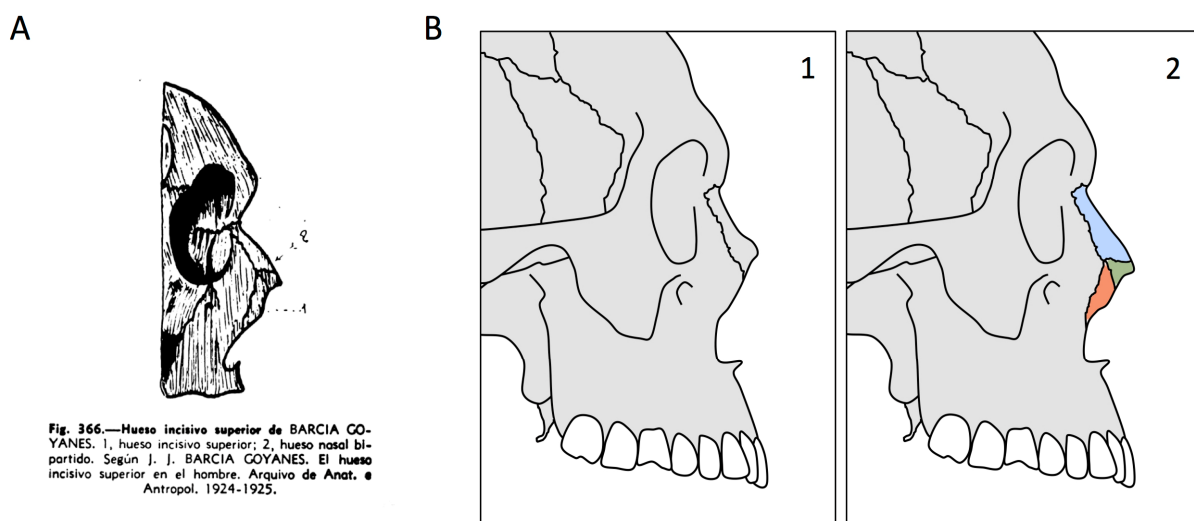 A
B
1
2
2
1
Fig. 366.—Hueso incisivo superior de BARCIA GO-
YANES. 1, hueso incisivo superior; 2, hueso nasal bi-
partido. Según J. J. BARCIA GOYANES. El hueso
incisivo superior en el hombre. Arquivo de Anat. e
Antropol. 1924-1925.